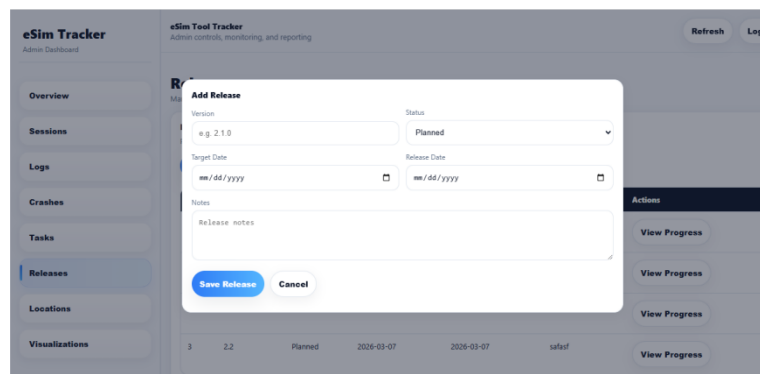 eSim Tracker
Admin Dashboard
Overview
Sessions
Logs
Crashes
Tasks
Releases
Locations
Visualizations
eSim Tool Tracker
Admin controls, monitoring, and reporting
Refresh
Add Release
Version
Status
e.g. 2.1.0
Planned
Target Date
Release Date
mm/dd/yyyy
mm/dd/yyyy
Notes
Release notes
Save Release
Cancel
Actions
View Progress
View Progress
View Progress
3 2.2 Planned 2026-03-07 2026-03-07 safasf View Progress